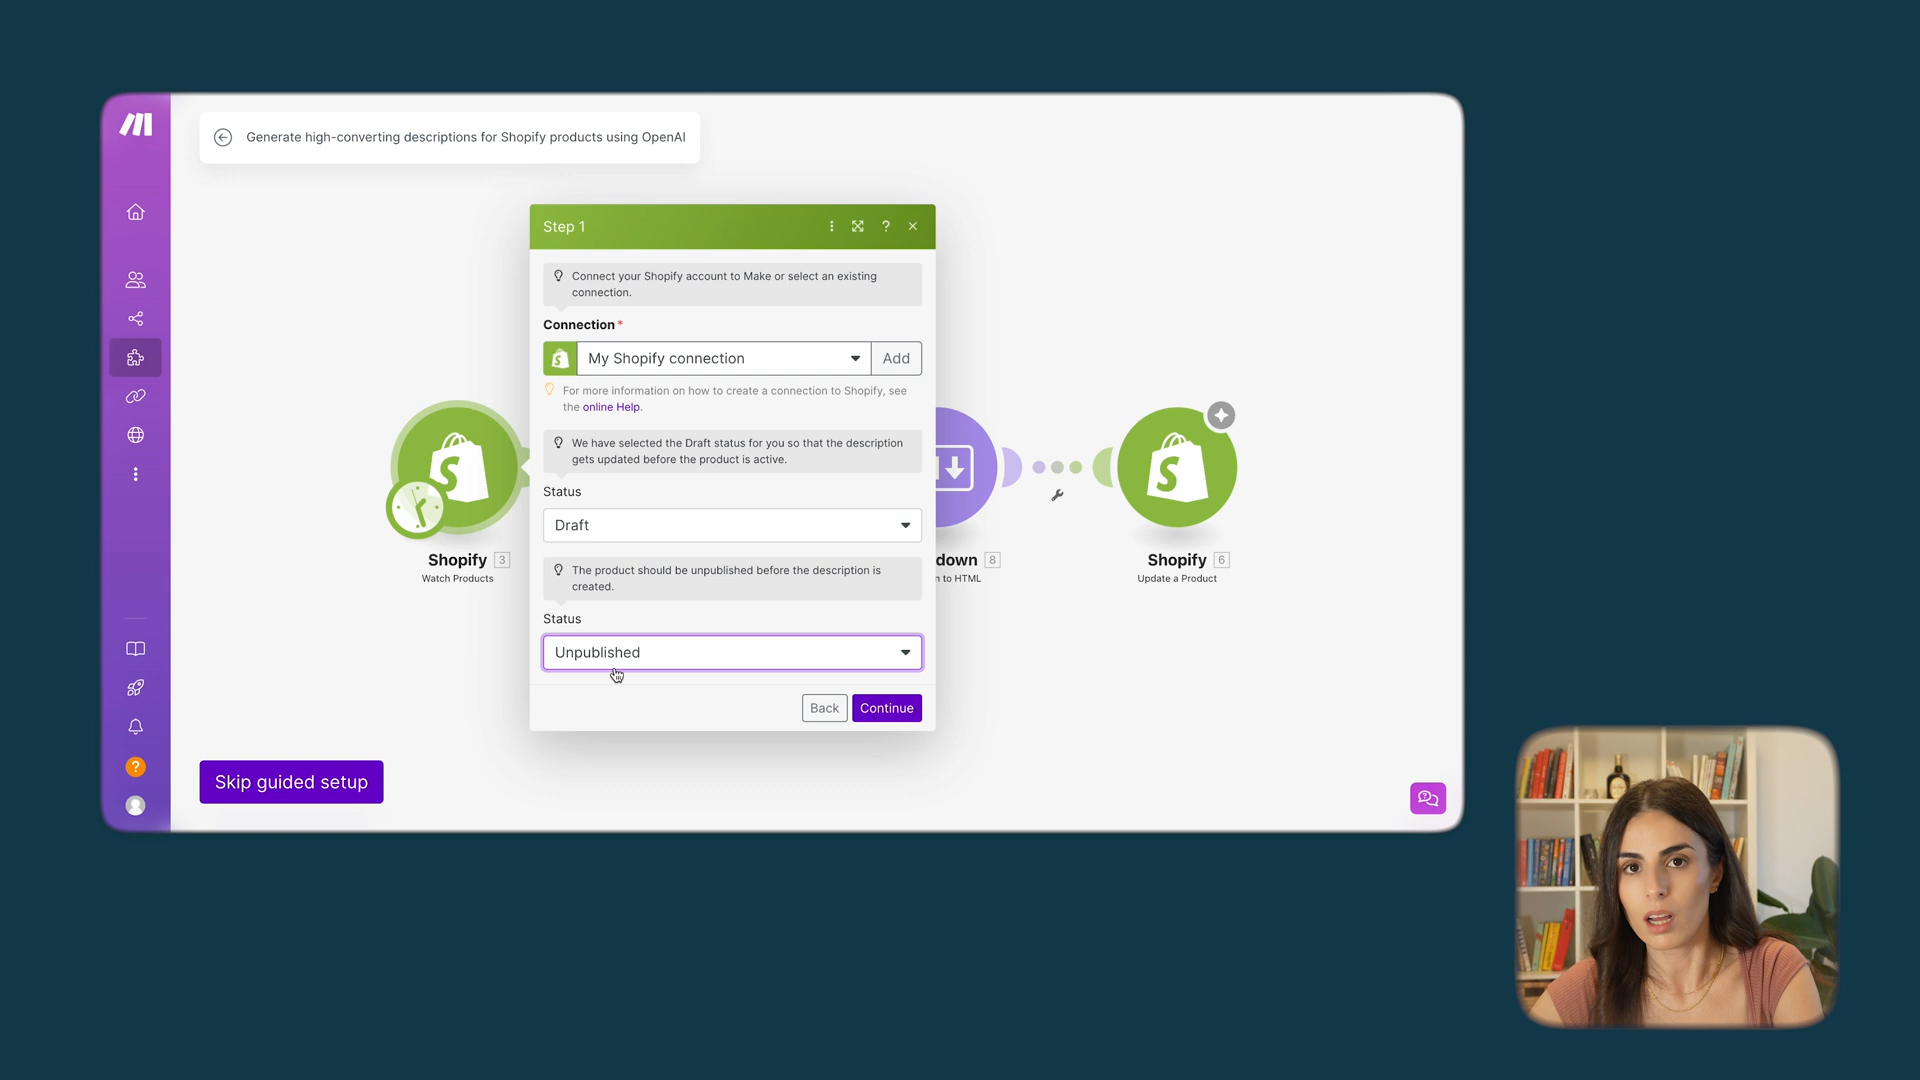 Generate high-converting descriptions for Shopify products using OpenAI
Step 1
?
Connect your Shopify account to Make or select an existing
connection.
Connection *
My Shopify connection
Add
For more information on how to create a connection to Shopify, see
the online Help.
We have selected the Draft status for you so that the description
gets updated before the product is active.
Status
Draft
The product should be unpublished before the description is
created.
Status
Unpublished
Back
Continue
Shopify 3
Watch Products
down 8
n to HTML
Shopify 6
Update a Product
Skip guided setup
?